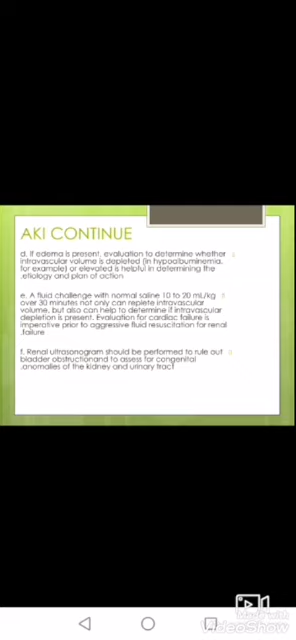 AKI CONTINUE
d. If edema is present, evaluation to determine whether
intravascular volume is depleted (in hypoalbuminemia,
for example) or elevated is helpful in determining the
.etiology and plan of action
e. A fluid challenge with normal saline 10 to 20 mL/kg
over 30 minutes not only can replete intravascular
volume, but also can help to determine if intravascular
depletion is present. Evaluation for cardiac failure is
imperative prior to aggressive fluid resuscitation for renal
.failure
f. Renal ultrasonogram should be performed to rule out
bladder obstructionand to assess for congenital
.anomalies of the kidney and urinary tract
Made with
VideoShow